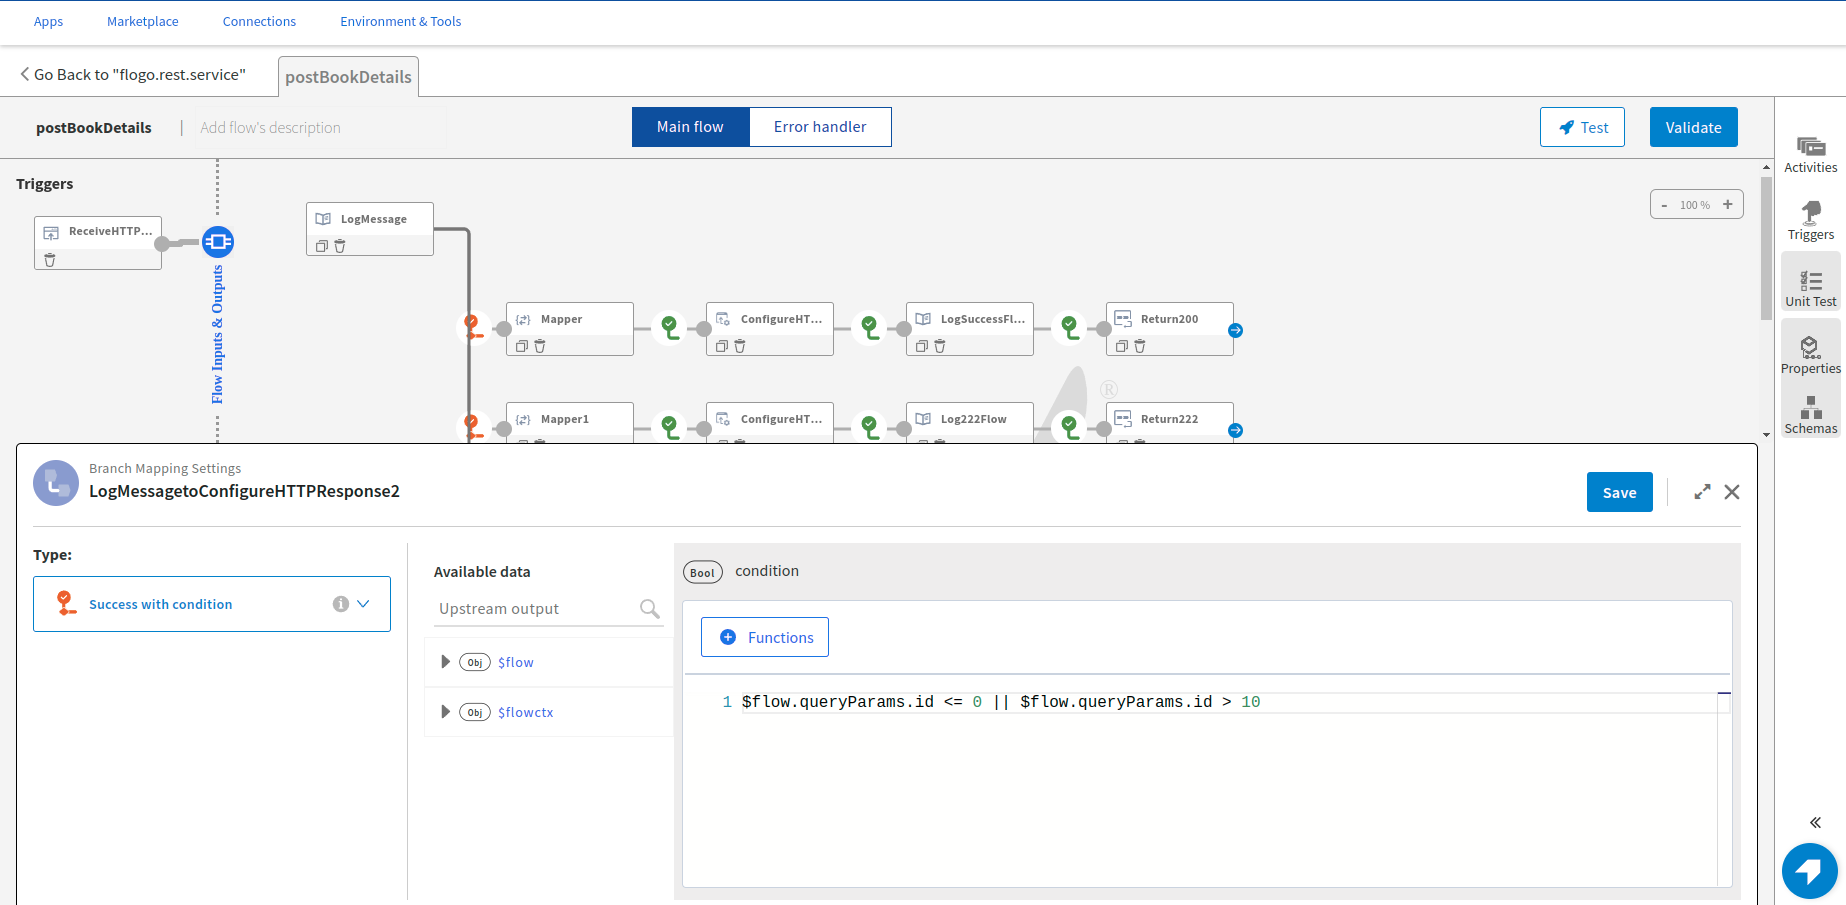 Apps Marketplace Connections Environment & Tools
Go Back to "flogo.rest.service" postBookDetails
postBookDetails | Add flow's description Main flow Error handler Test Validate
Activities
Triggers
Unit Test
Properties
Schemas
Triggers
- 100 % +
ReceiveHTTP...
Flow Inputs & Outputs
LogMessage
Mapper ConfigureHT... LogSuccessFl... Return200
®
Mapper1 ConfigureHT... Log222Flow Return222
Branch Mapping Settings
LogMessagetoConfigureHTTPResponse2
Save
Type:
Success with condition
Available data
Upstream output
Obj $flow
Obj $flowctx
Bool condition
Functions
1 $flow.queryParams.id <= 0 || $flow.queryParams.id > 10